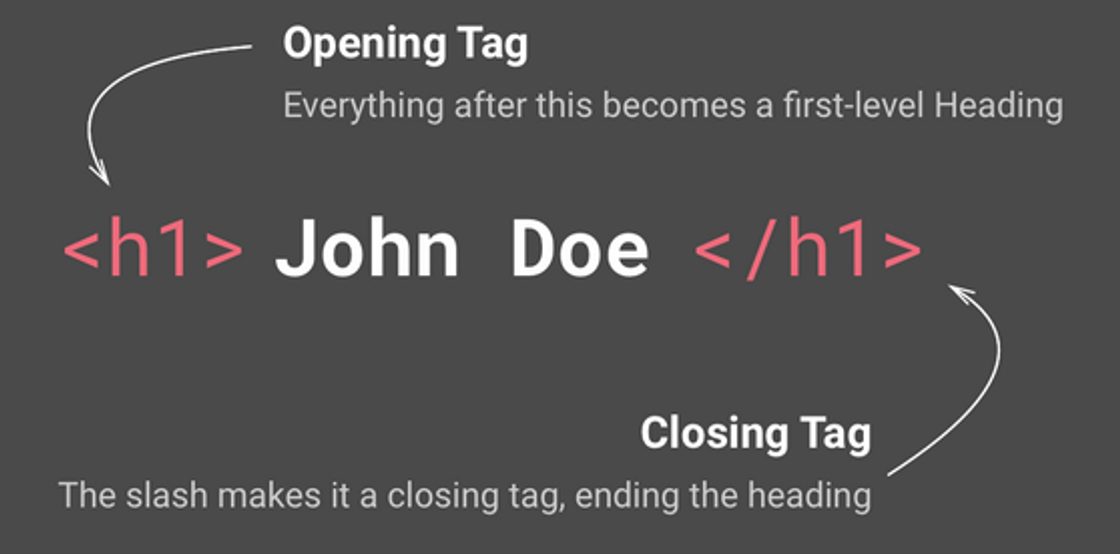 Opening Tag
Everything after this becomes a first-level Heading
<h1> John Doe </h1>
Closing Tag
The slash makes it a closing tag, ending the heading